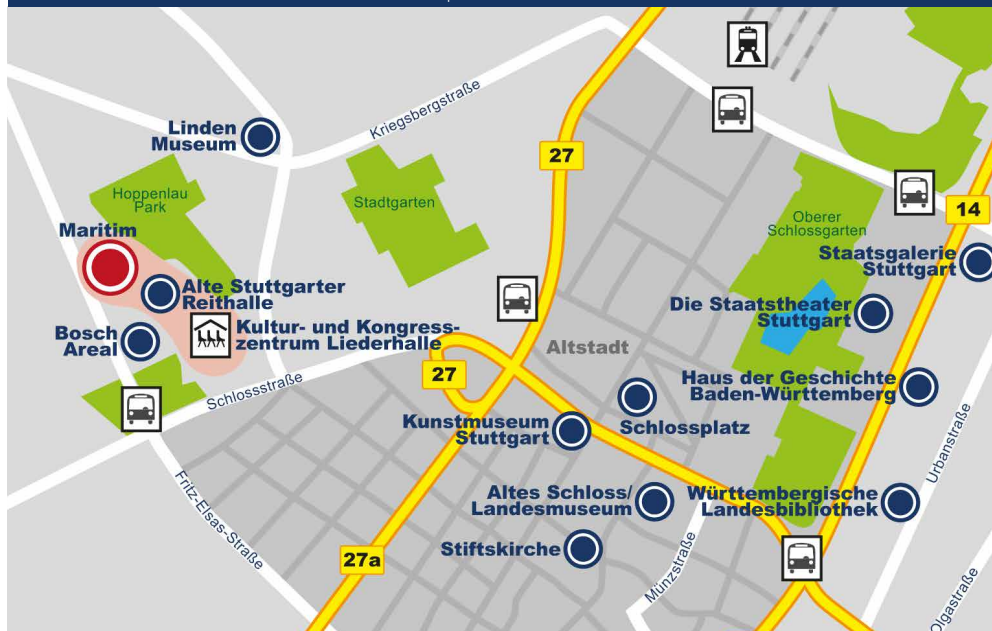 Kriegsbergstraße
Linden
Museum
27
Hoppenlau
Park
Stadtgarten
14
Oberer
Schlossgarten
Maritim
Staatsgalerie
Stuttgart
Alte Stuttgarter
Reithalle
Die Staatstheater
Stuttgart
Bosch
Areal
Kultur- und Kongress-
zentrum Liederhalle
Altstadt
Schlossstraße
27
Haus der Geschichte
Baden-Württemberg
Kunstmuseum
Stuttgart
Schlossplatz
Urbanstraße
Altes Schloss/
Landesmuseum
Württembergische
Landesbibliothek
Fritz-Elsas-Straße
Stiftskirche
27a
Münzstraße
Olgastraße